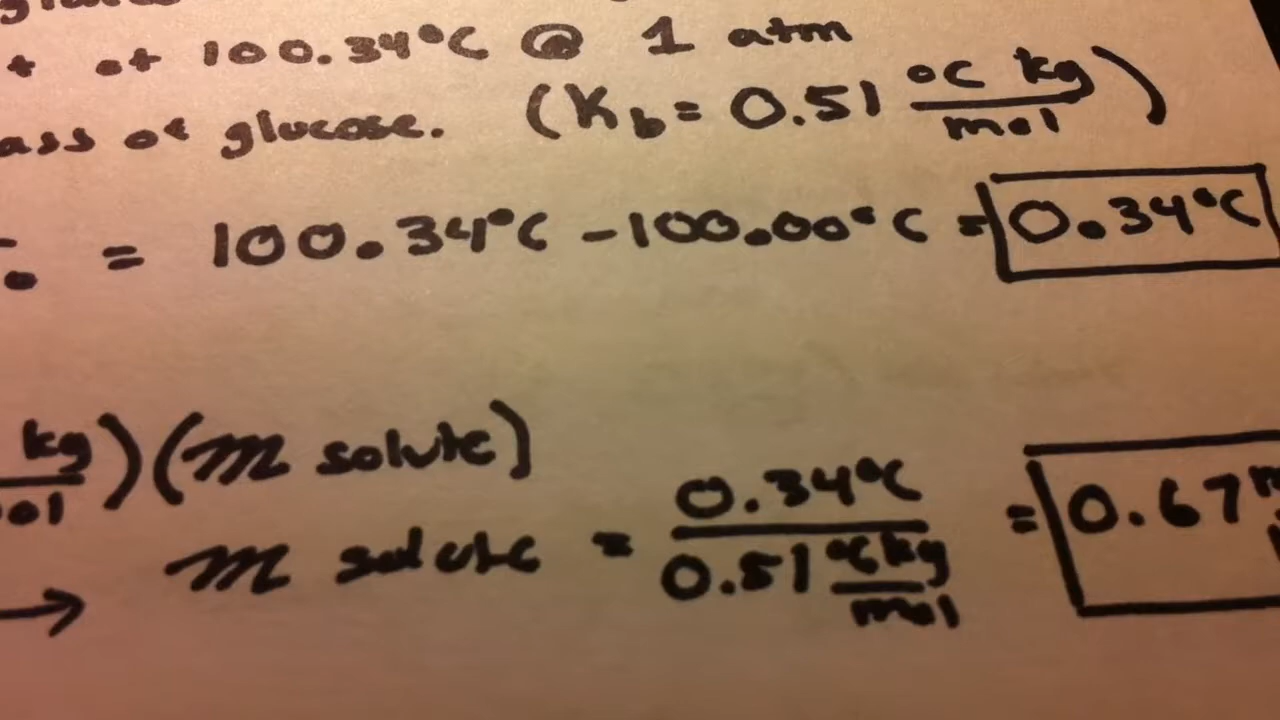 at 100.34°C @ 1 atm
ass of glucose. (Kb = 0.51 °C kg/mol)
= 100.34°C - 100.00°C = 0.34°C
kg/mol)(m solute)
→ m solute = 0.34°C / 0.51 °C kg/mol = 0.67 m